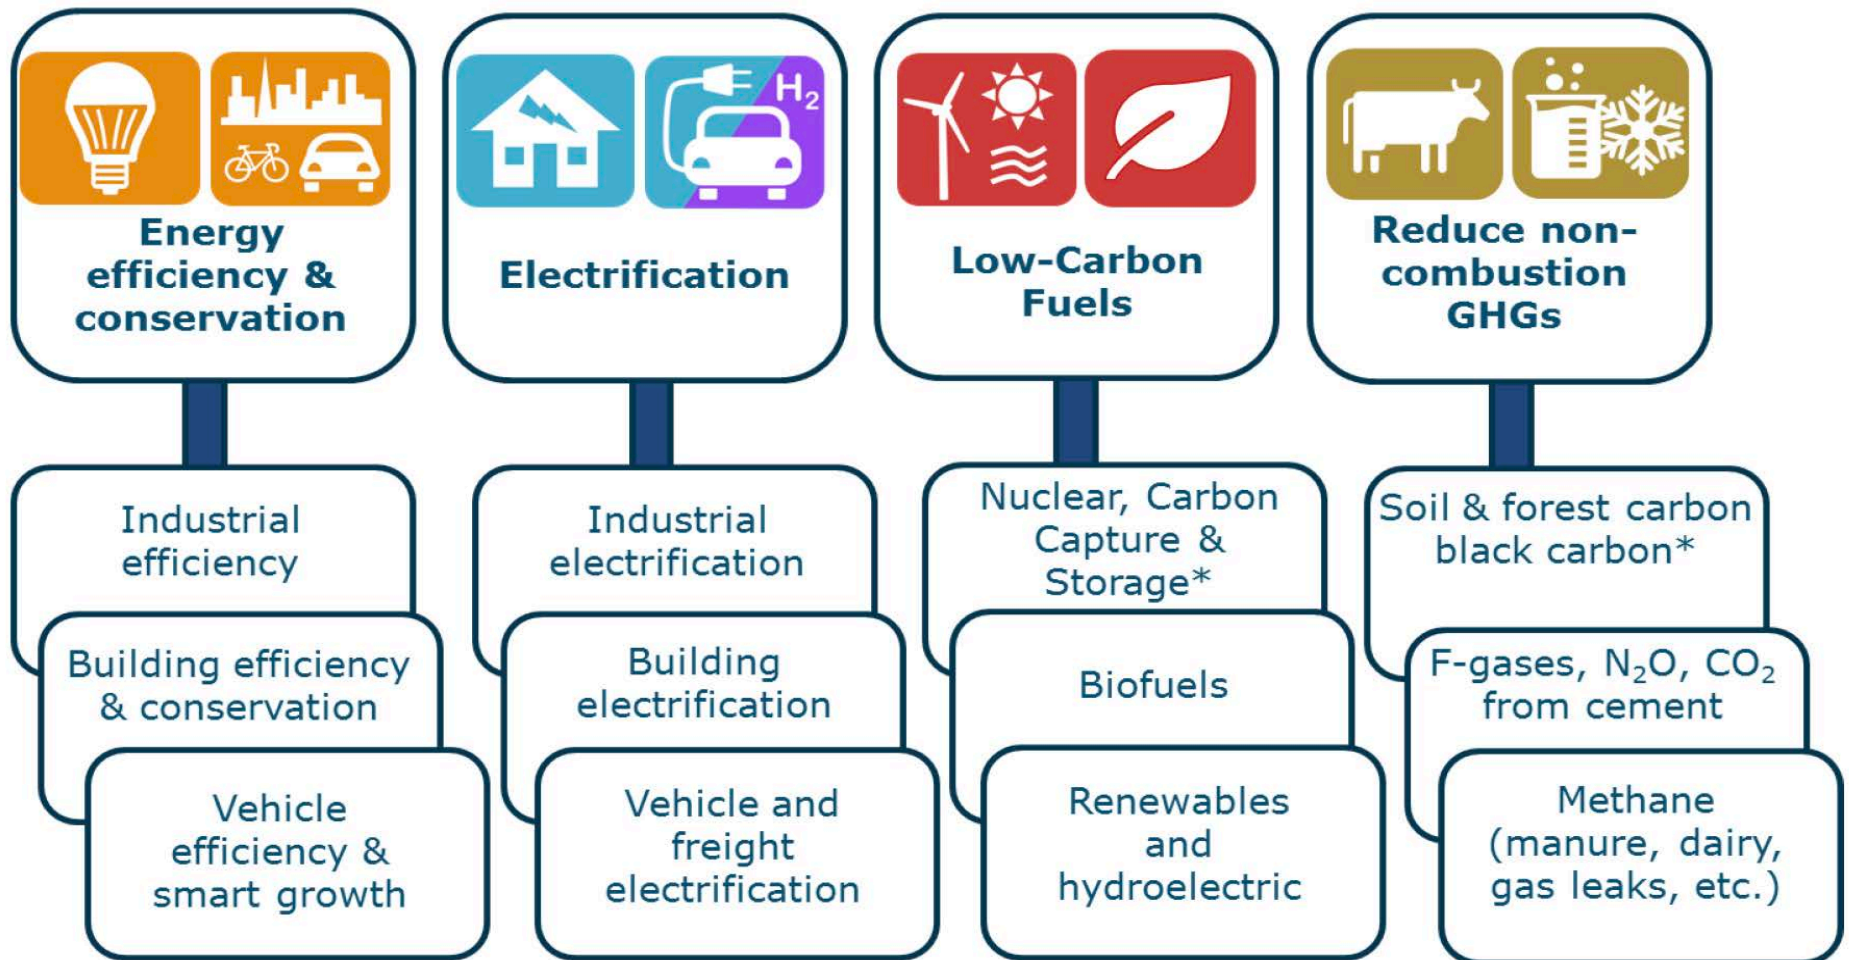 H₂
Energy
efficiency &
conservation
Electrification
Low-Carbon
Fuels
Reduce non-
combustion
GHGs
Industrial
efficiency
Building efficiency
& conservation
Vehicle
efficiency &
smart growth
Industrial
electrification
Building
electrification
Vehicle and
freight
electrification
Nuclear, Carbon
Capture &
Storage*
Biofuels
Renewables
and
hydroelectric
Soil & forest carbon
black carbon*
F-gases, N₂O, CO₂
from cement
Methane
(manure, dairy,
gas leaks, etc.)